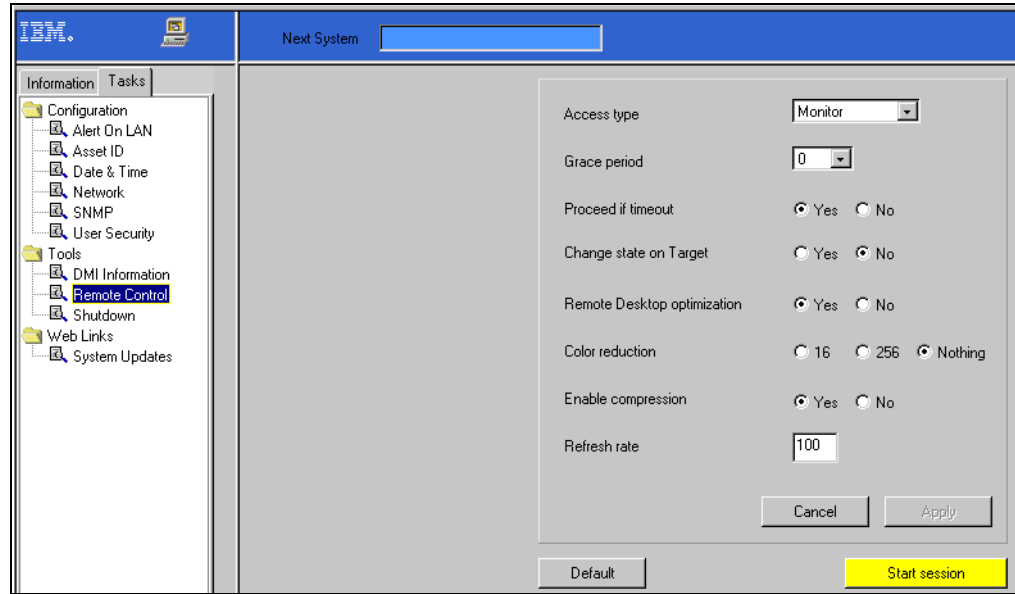 IBM.
Next System
Information Tasks
Configuration
Alert On LAN
Asset ID
Date & Time
Network
SNMP
User Security
Tools
DMI Information
Remote Control
Shutdown
Web Links
System Updates
Access type Monitor
Grace period 0
Proceed if timeout Yes No
Change state on Target Yes No
Remote Desktop optimization Yes No
Color reduction 16 256 Nothing
Enable compression Yes No
Refresh rate 100
Cancel Apply
Default Start session